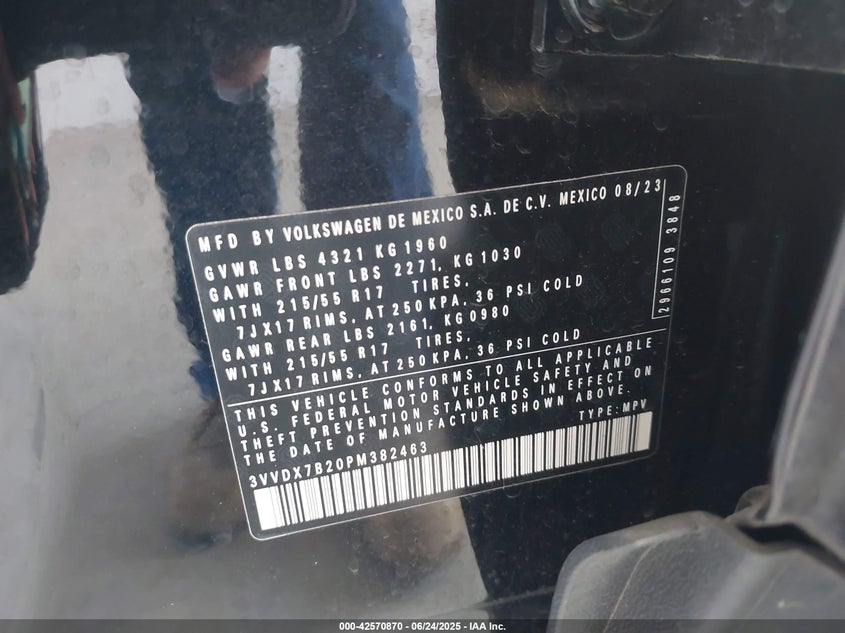 MFD BY VOLKSWAGEN DE MEXICO S.A. DE C.V. MEXICO 08/23
GVWR LBS 4321 KG 1960
GAWR FRONT LBS 2271, KG 1030
WITH 215/55 R17 TIRES,
7JX17 RIMS, AT 250 KPA, 36 PSI COLD
GAWR REAR LBS 2161, KG 0980
WITH 215/55 R17 TIRES,
7JX17 RIMS, AT 250 KPA, 36 PSI COLD
2966109 3848
THIS VEHICLE CONFORMS TO ALL APPLICABLE
U.S. FEDERAL MOTOR VEHICLE SAFETY AND
THEFT PREVENTION STANDARDS IN EFFECT ON
THE DATE OF MANUFACTURE SHOWN ABOVE.
3VVDX7B20PM382463 TYPE: MPV
000-42570870 - 06/24/2025 - IAA Inc.